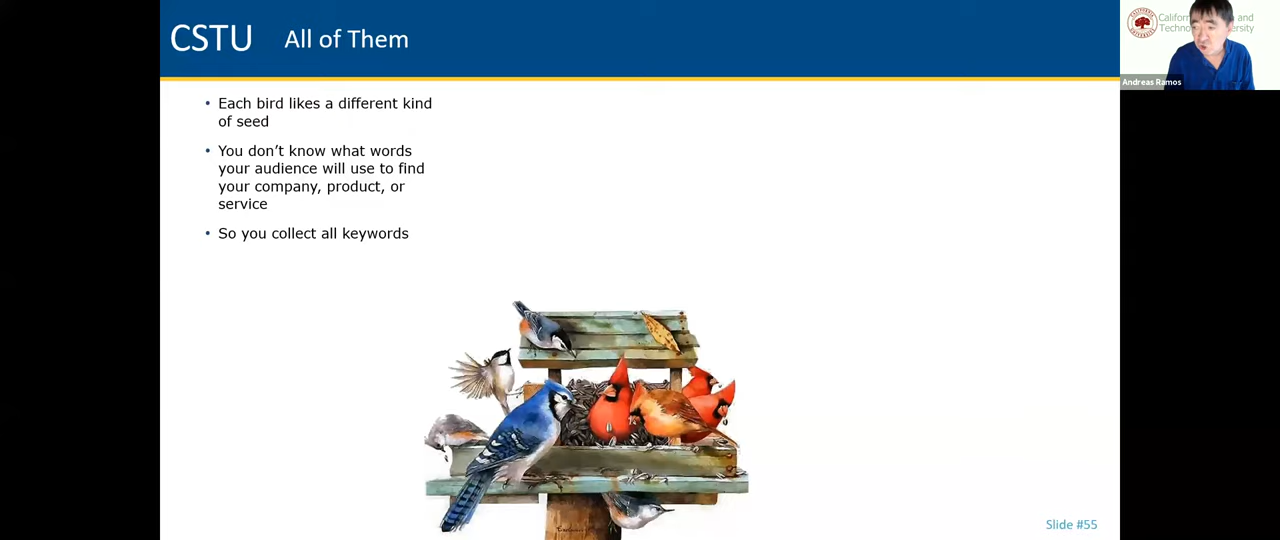 CSTU
All of Them
Each bird likes a different kind
of seed
You don't know what words
your audience will use to find
your company, product, or
service
So you collect all keywords
Slide #55
Andreas Ramos